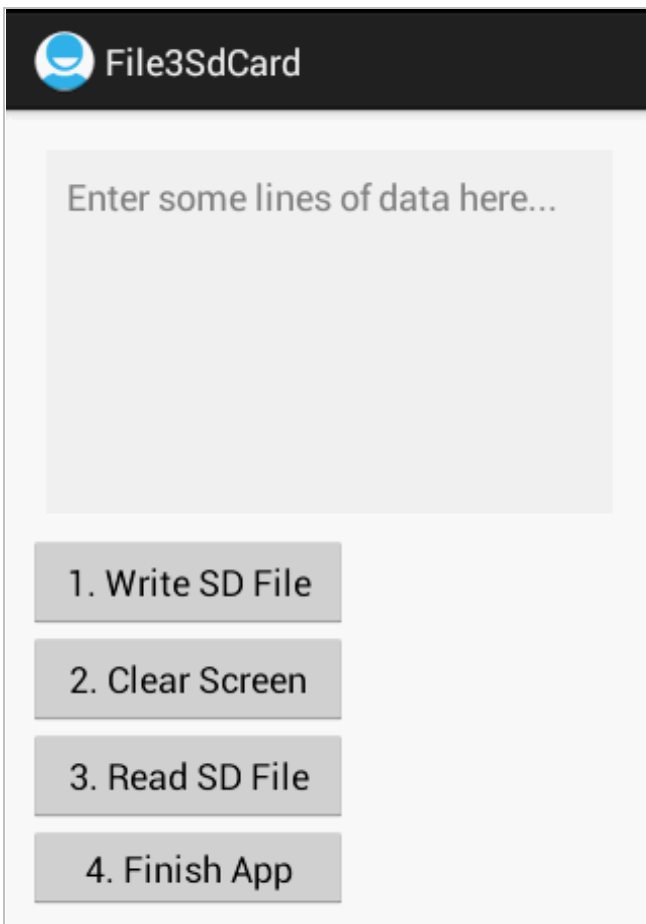 File3SdCard
Enter some lines of data here...
1. Write SD File
2. Clear Screen
3. Read SD File
4. Finish App